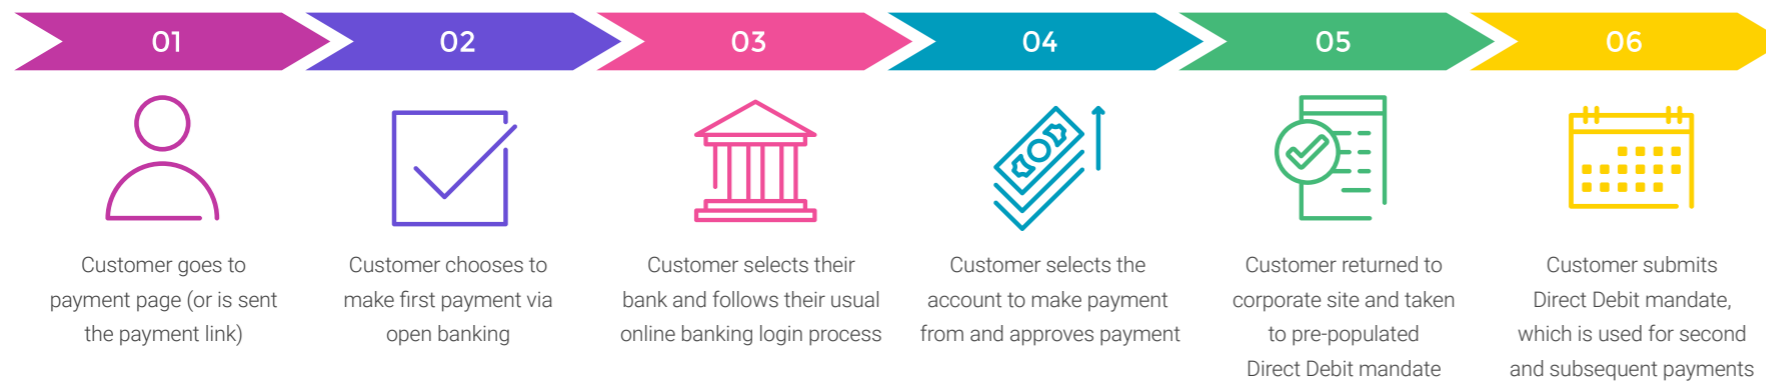 01
02
03
04
05
06
Customer goes to
payment page (or is sent
the payment link)
Customer chooses to
make first payment via
open banking
Customer selects their
bank and follows their usual
online banking login process
Customer selects the
account to make payment
from and approves payment
Customer returned to
corporate site and taken
to pre-populated
Direct Debit mandate
Customer submits
Direct Debit mandate,
which is used for second
and subsequent payments